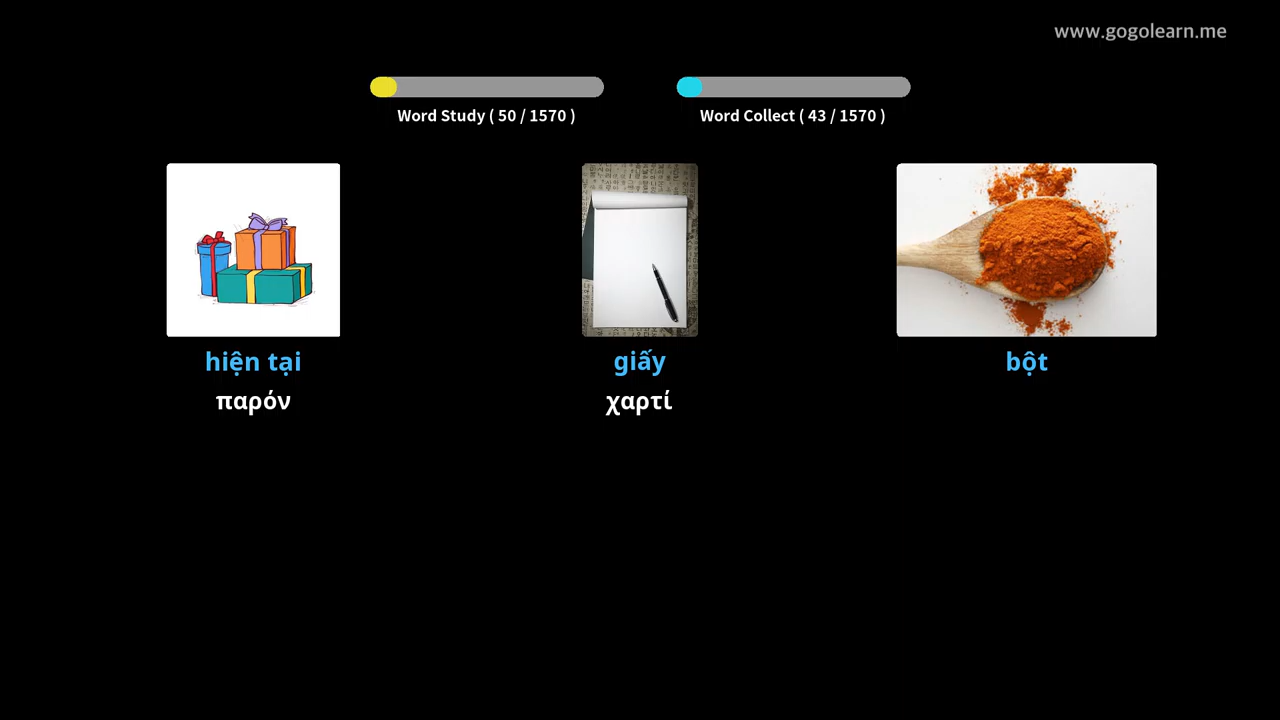 www.gogolearn.me
Word Study ( 50 / 1570 )
Word Collect ( 43 / 1570 )
hiện tại
παρόν
giấy
χαρτί
bột